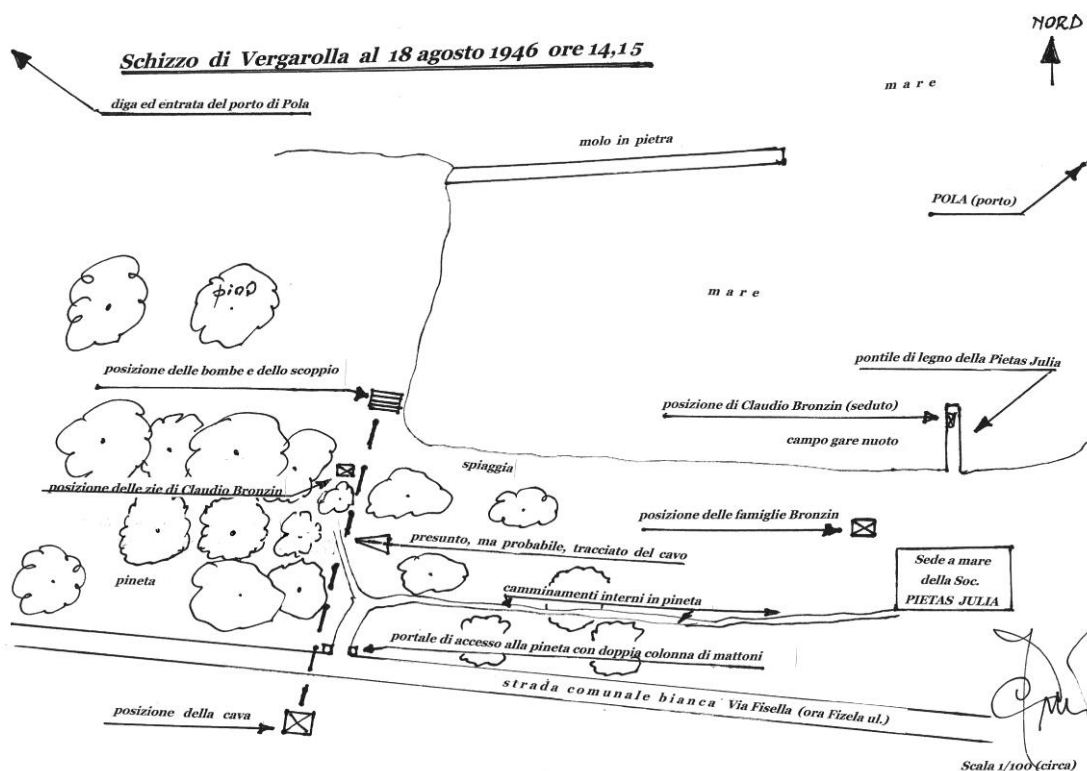 NORD
Schizzo di Vergarolla al 18 agosto 1946 ore 14,15
mare
diga ed entrata del porto di Pola
molo in pietra
POLA (porto)
pino
mare
posizione delle bombe e dello scoppio
pontile di legno della Pietas Julia
posizione di Claudio Bronzin (seduto)
campo gare nuoto
spiaggia
posizione delle zie di Claudio Bronzin
posizione delle famiglie Bronzin
presunto, ma probabile, tracciato del cavo
pineta
camminamenti interni in pineta
Sede a mare
della Soc.
PIETAS JULIA
portale di accesso alla pineta con doppia colonna di mattoni
strada comunale bianca Via Fisella (ora Fizela ul.)
posizione della cava
Scala 1/100 (circa)